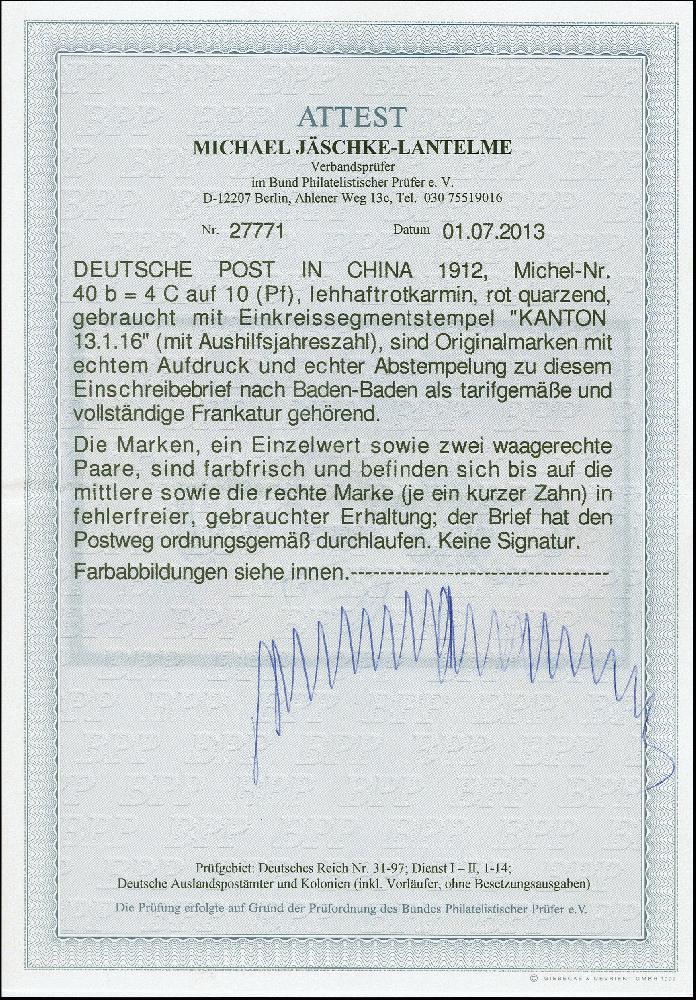 ATTEST
MICHAEL JÄSCHKE-LANTELME
Verbandsprüfer
im Bund Philatelistischer Prüfer e. V.
D-12207 Berlin, Ahlener Weg 13c, Tel. 030 75519016
Nr. 27771 Datum 01.07.2013
DEUTSCHE POST IN CHINA 1912, Michel-Nr.
40 b = 4 C auf 10 (Pf), lehhaftrotkarmin, rot quarzend,
gebraucht mit Einkreissegmentstempel "KANTON
13.1.16" (mit Aushilfsjahreszahl), sind Originalmarken mit
echtem Aufdruck und echter Abstempelung zu diesem
Einschreibebrief nach Baden-Baden als tarifgemäße und
vollständige Frankatur gehörend.
Die Marken, ein Einzelwert sowie zwei waagerechte
Paare, sind farbfrisch und befinden sich bis auf die
mittlere sowie die rechte Marke (je ein kurzer Zahn) in
fehlerfreier, gebrauchter Erhaltung; der Brief hat den
Postweg ordnungsgemäß durchlaufen. Keine Signatur.
Farbabbildungen siehe innen.------------------------------
Prüfgebiet: Deutsches Reich Nr. 31-97; Dienst I – II, 1-14;
Deutsche Auslandspostämter und Kolonien (inkl. Vorläufer, ohne Besetzungsausgaben)
Die Prüfung erfolgte auf Grund der Prüfordnung des Bundes Philatelistischer Prüfer e.V.
© GIESECKE & DEVRIENT GMBH